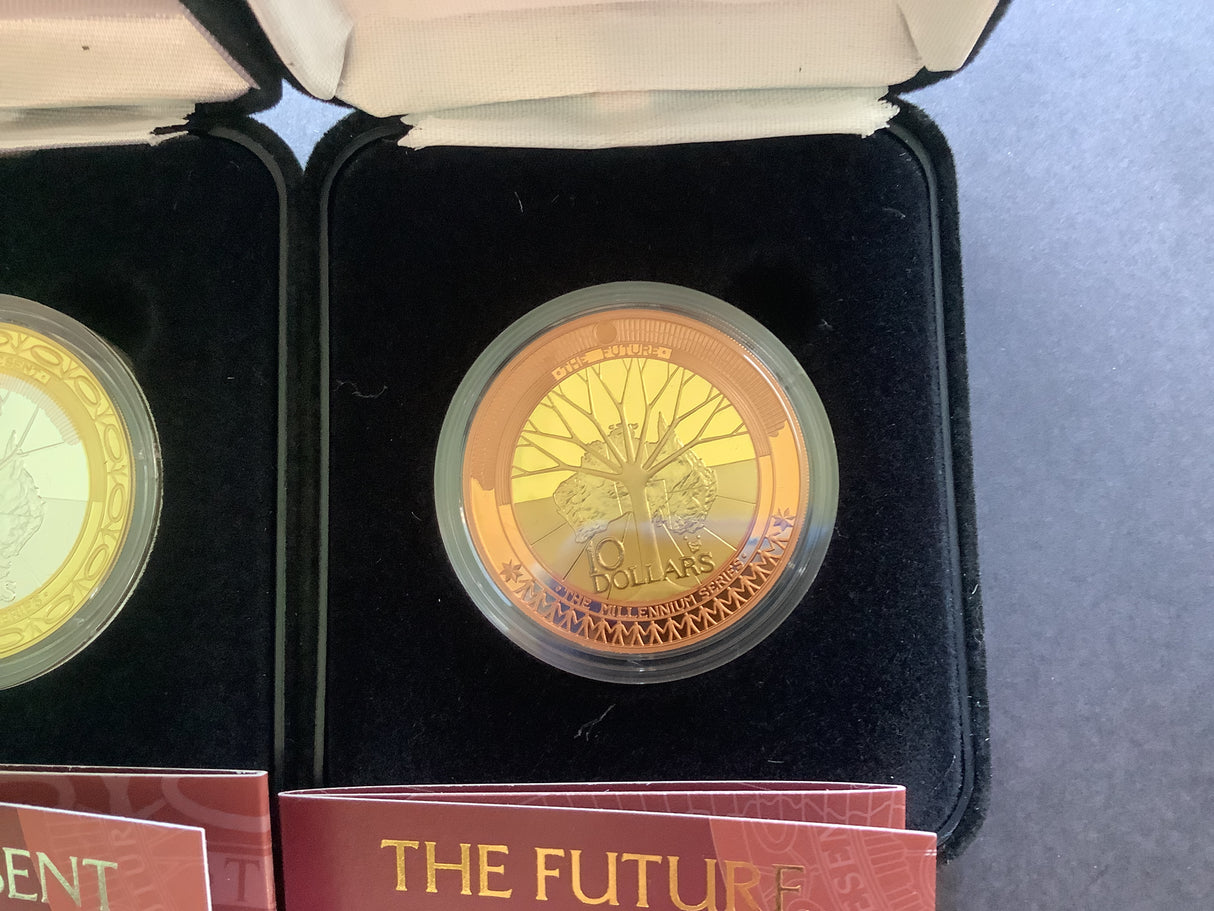 ·THE FUTURE·
10
DOLLARS
·THE MILLENNIUM SERIES·
SENT
THE FUTURE